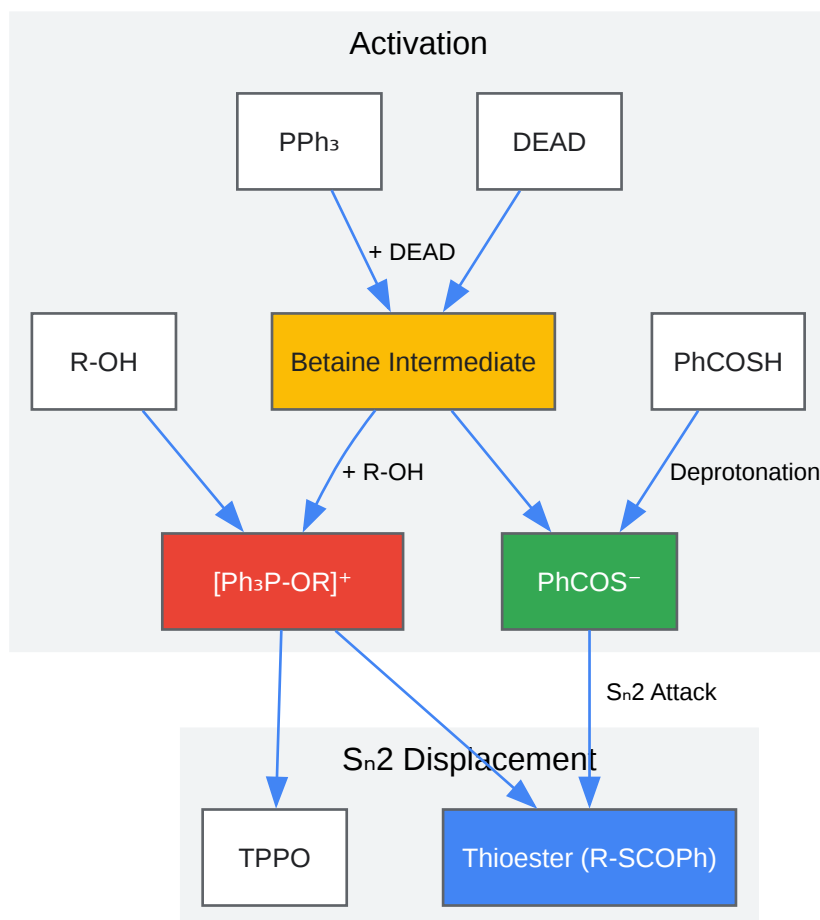 Activation
PPh₃
DEAD
+ DEAD
R-OH
Betaine Intermediate
PhCOSH
+ R-OH
Deprotonation
[Ph₃P-OR]⁺
PhCOS⁻
Sₙ2 Attack
Sₙ2 Displacement
TPPO
Thioester (R-SCOPh)